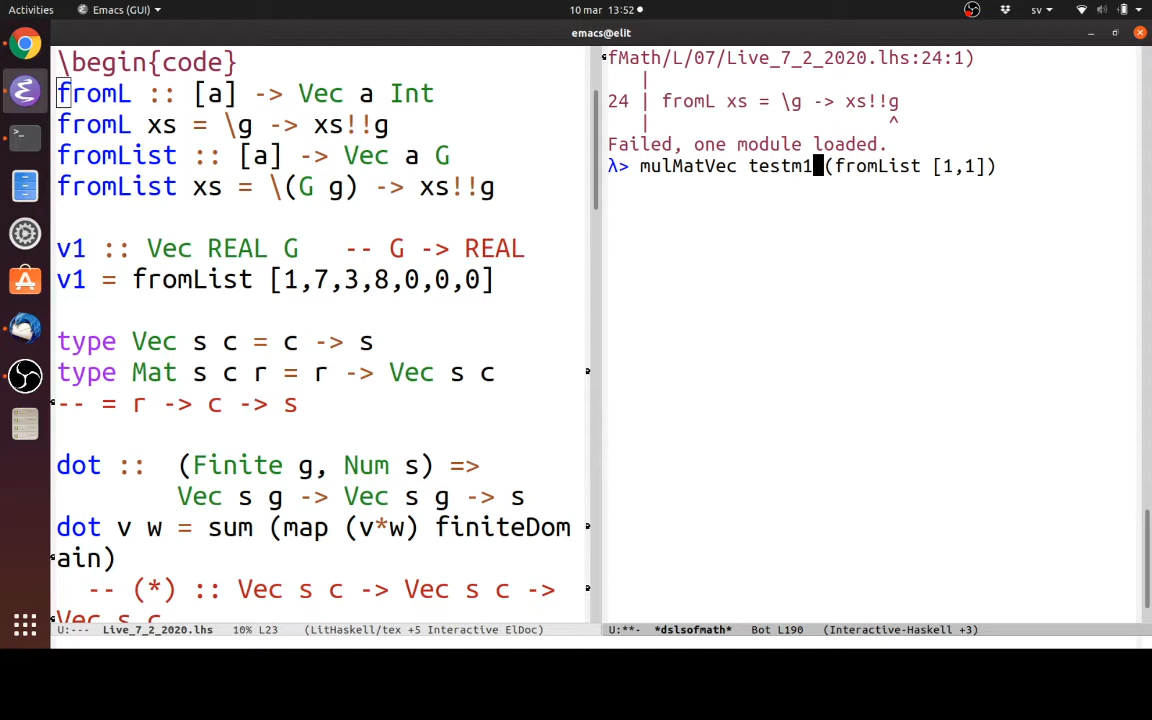 Activities
Emacs (GUI)
10 mar 13:52
sv
emacs@elit
\begin{code}
fromL :: [a] -> Vec a Int
fromL xs = \g -> xs!!g
fromList :: [a] -> Vec a G
fromList xs = \(G g) -> xs!!g
v1 :: Vec REAL G   -- G -> REAL
v1 = fromList [1,7,3,8,0,0,0]
type Vec s c = c -> s
type Mat s c r = r -> Vec s c
-- = r -> c -> s
dot ::  (Finite g, Num s) =>
        Vec s g -> Vec s g -> s
dot v w = sum (map (v*w) finiteDom
ain)
  -- (*) :: Vec s c -> Vec s c ->
Vec s c
U:---  Live_7_2_2020.lhs   10% L23   (LitHaskell/tex +5 Interactive ElDoc)
fMath/L/07/Live_7_2_2020.lhs:24:1)
   |
24 | fromL xs = \g -> xs!!g
   |                      ^
Failed, one module loaded.
λ> mulMatVec testm1 (fromList [1,1])
U:**-  *dslsofmath*   Bot L190   (Interactive-Haskell +3)